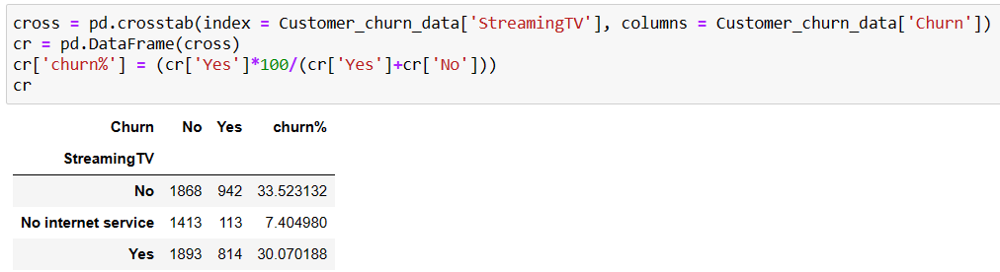 cross = pd.crosstab(index = Customer_churn_data['StreamingTV'], columns = Customer_churn_data['Churn'])
cr = pd.DataFrame(cross)
cr['churn%'] = (cr['Yes']*100/(cr['Yes']+cr['No']))
cr
Churn No Yes churn%
StreamingTV
No 1868 942 33.523132
No internet service 1413 113 7.404980
Yes 1893 814 30.070188